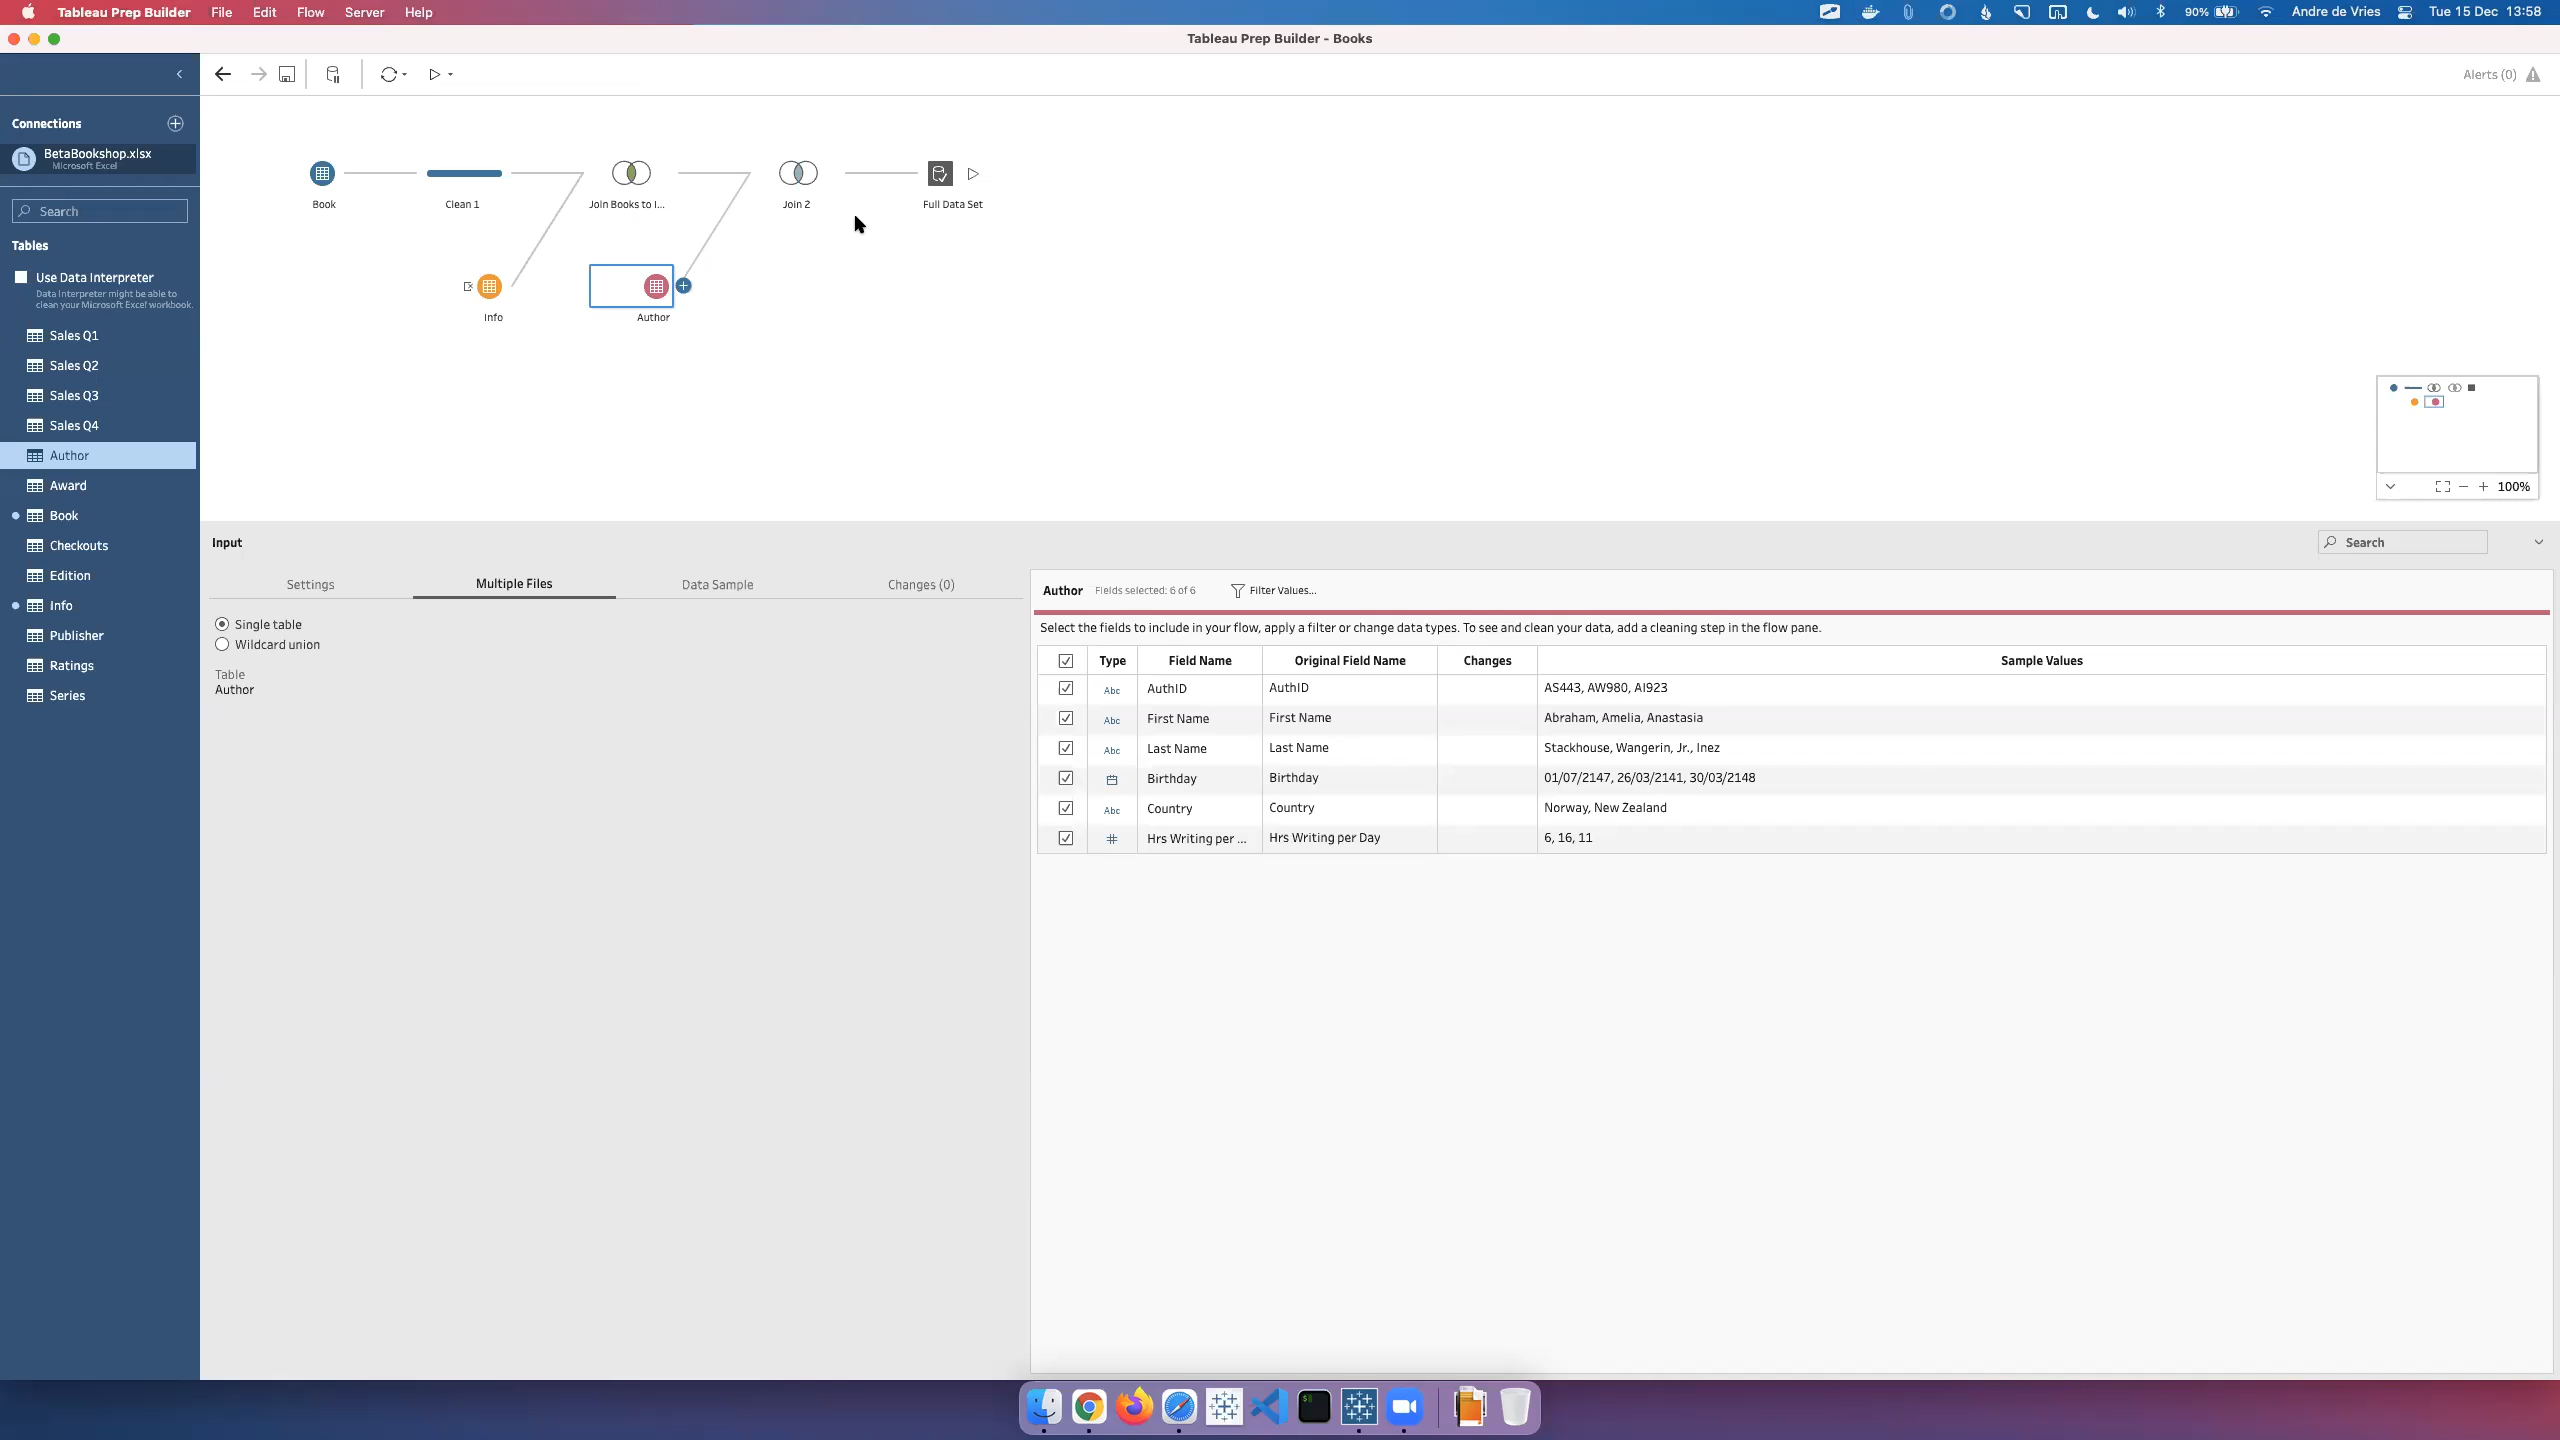 Tableau Prep Builder File Edit Flow Server Help 90% Andre de Vries Tue 15 Dec 13:58
Tableau Prep Builder - Books
Alerts (0)
Connections
BetaBookshop.xlsx
Microsoft Excel
Search
Tables
Use Data Interpreter
Data Interpreter might be able to
clean your Microsoft Excel workbook.
Sales Q1
Sales Q2
Sales Q3
Sales Q4
Author
Award
Book
Checkouts
Edition
Info
Publisher
Ratings
Series
Book Clean 1 Join Books to I... Join 2 Full Data Set
Info Author
100%
Input
Search
Settings Multiple Files Data Sample Changes (0)
Single table
Wildcard union
Table
Author
Author Fields selected: 6 of 6 Filter Values...
Select the fields to include in your flow, apply a filter or change data types. To see and clean your data, add a cleaning step in the flow pane.
Type Field Name Original Field Name Changes Sample Values
Abc AuthID AuthID AS443, AW980, AI923
Abc First Name First Name Abraham, Amelia, Anastasia
Abc Last Name Last Name Stackhouse, Wangerin, Jr., Inez
Birthday Birthday 01/07/2147, 26/03/2141, 30/03/2148
Abc Country Country Norway, New Zealand
# Hrs Writing per ... Hrs Writing per Day 6, 16, 11